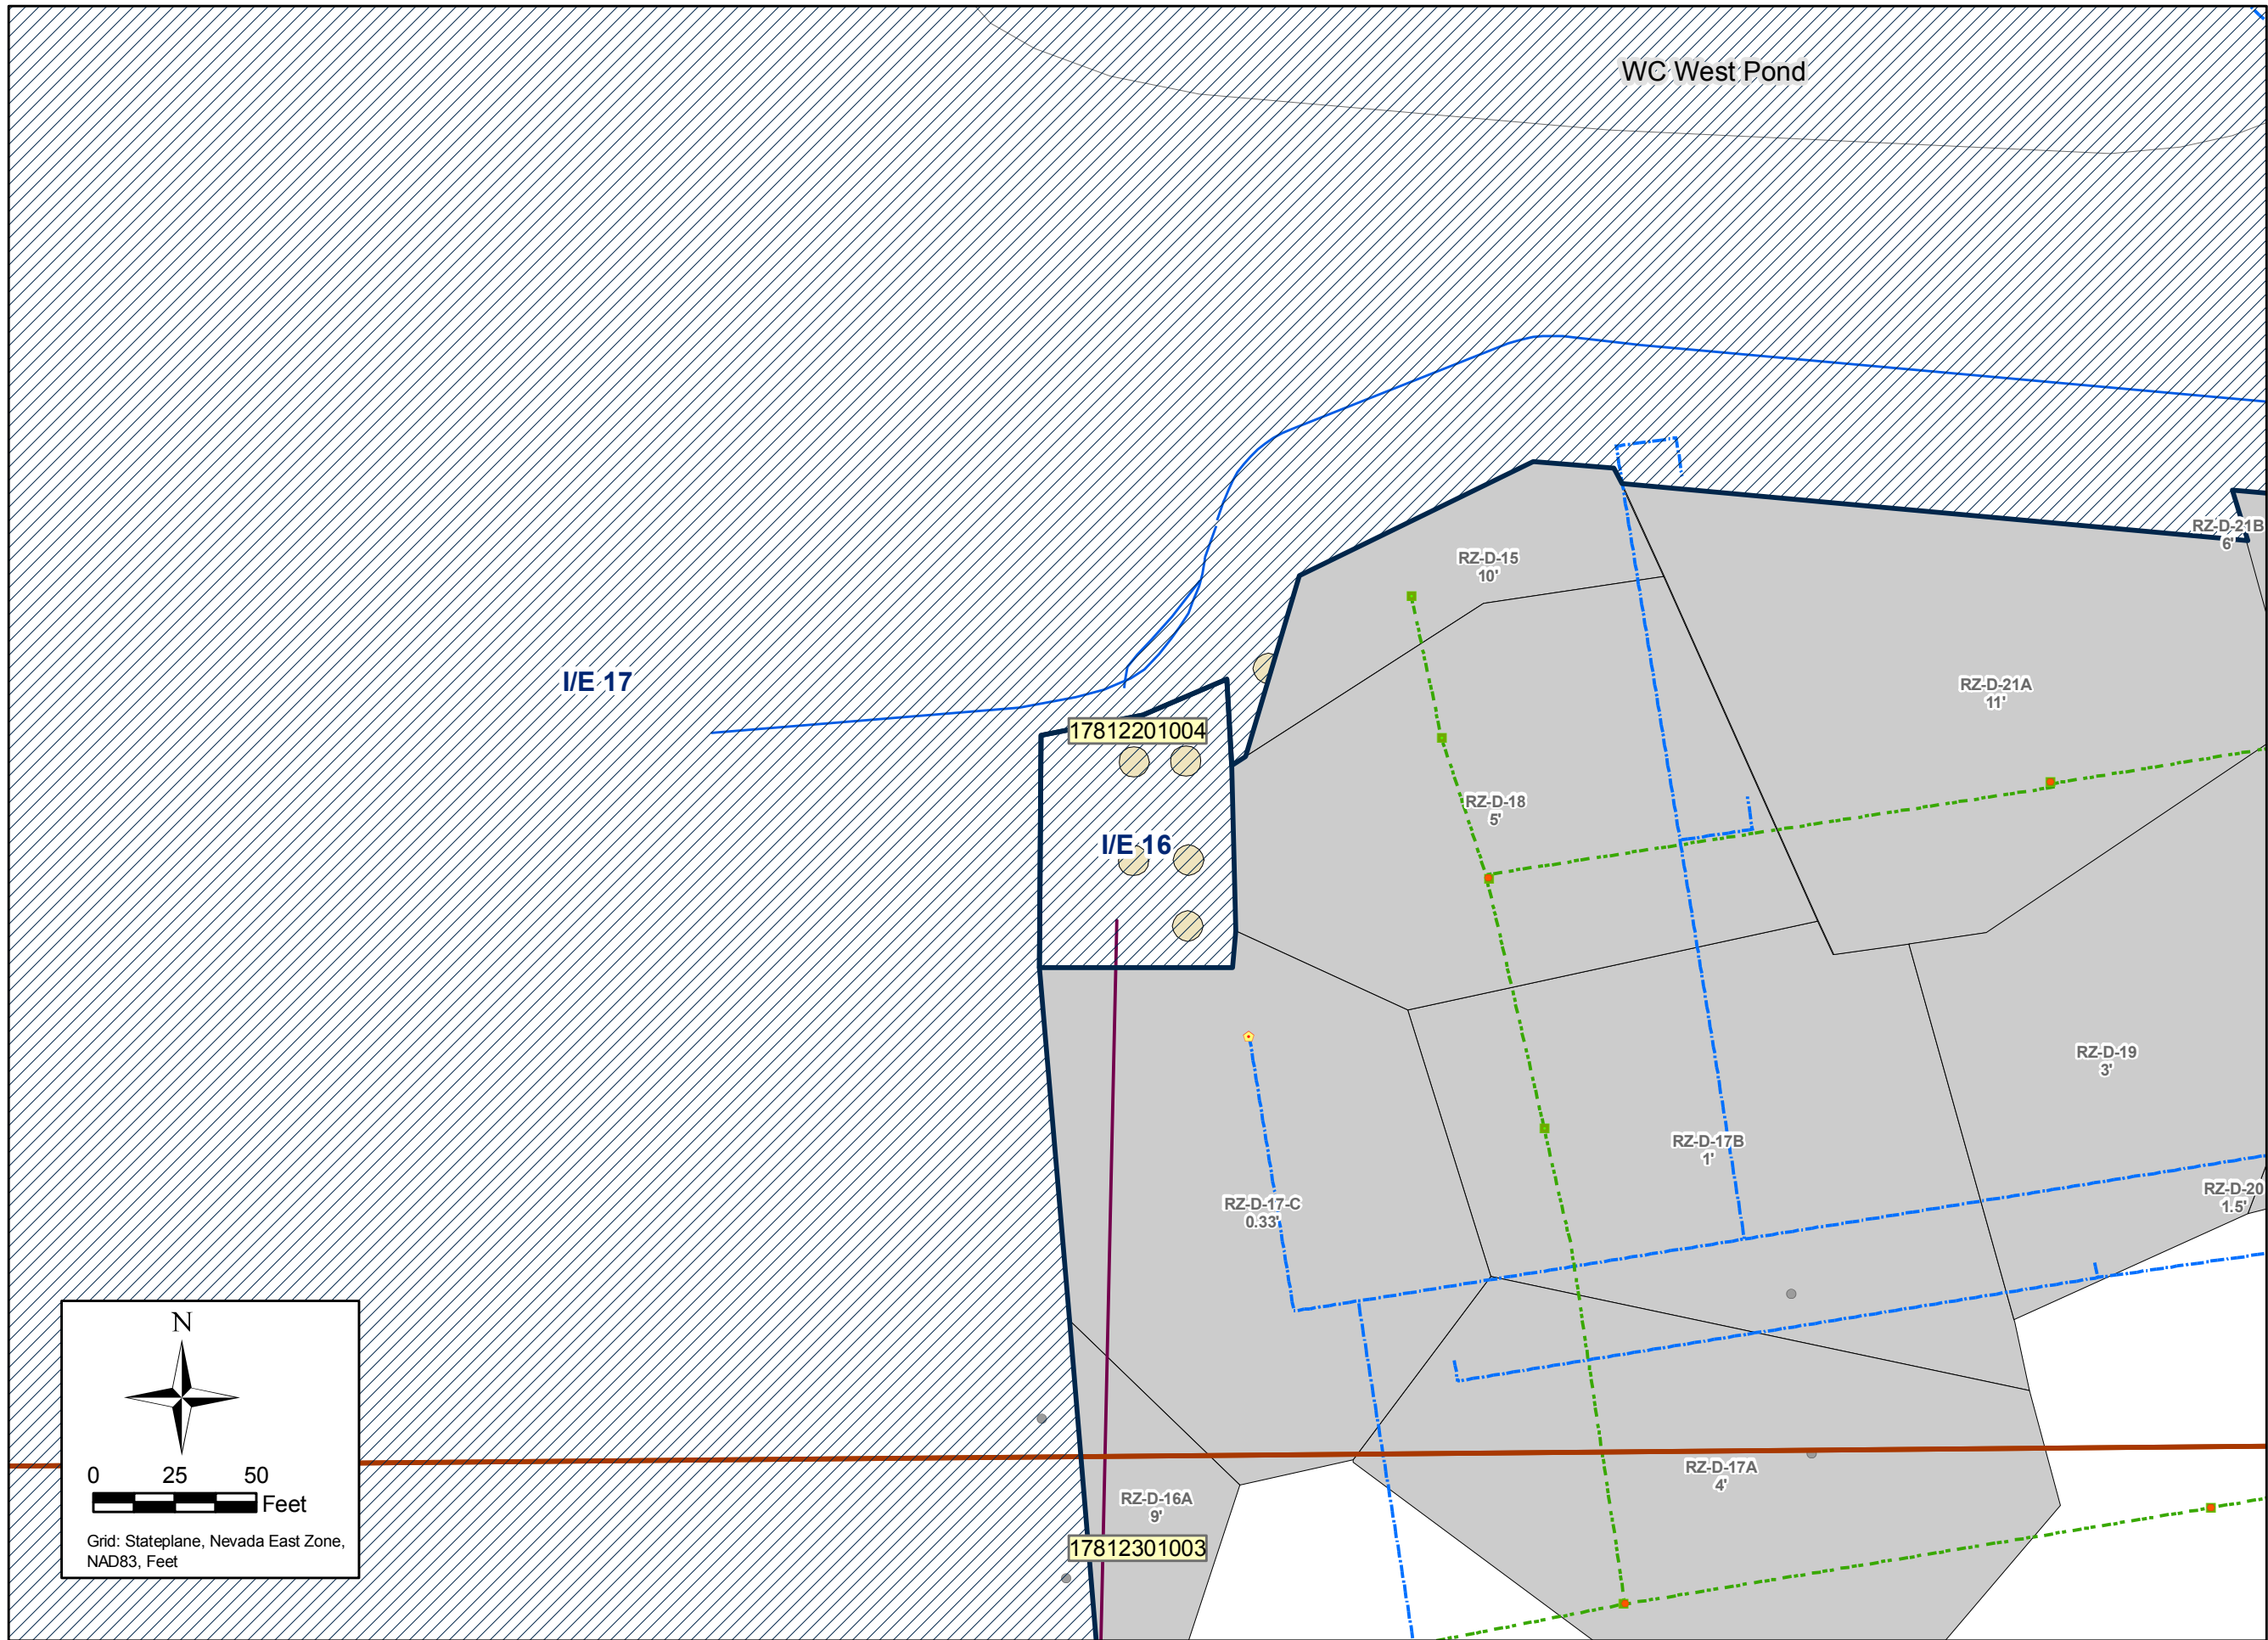 WC West Pond
RZ-D-21B
6'
RZ-D-15
10'
I/E 17
RZ-D-21A
11'
17812201004
RZ-D-18
5'
I/E 16
RZ-D-19
3'
RZ-D-17B
1'
RZ-D-20
1.5'
RZ-D-17-C
0.33'
N
0 25 50
Feet
Grid: Stateplane, Nevada East Zone,
NAD83, Feet
RZ-D-17A
4'
RZ-D-16A
9'
17812301003